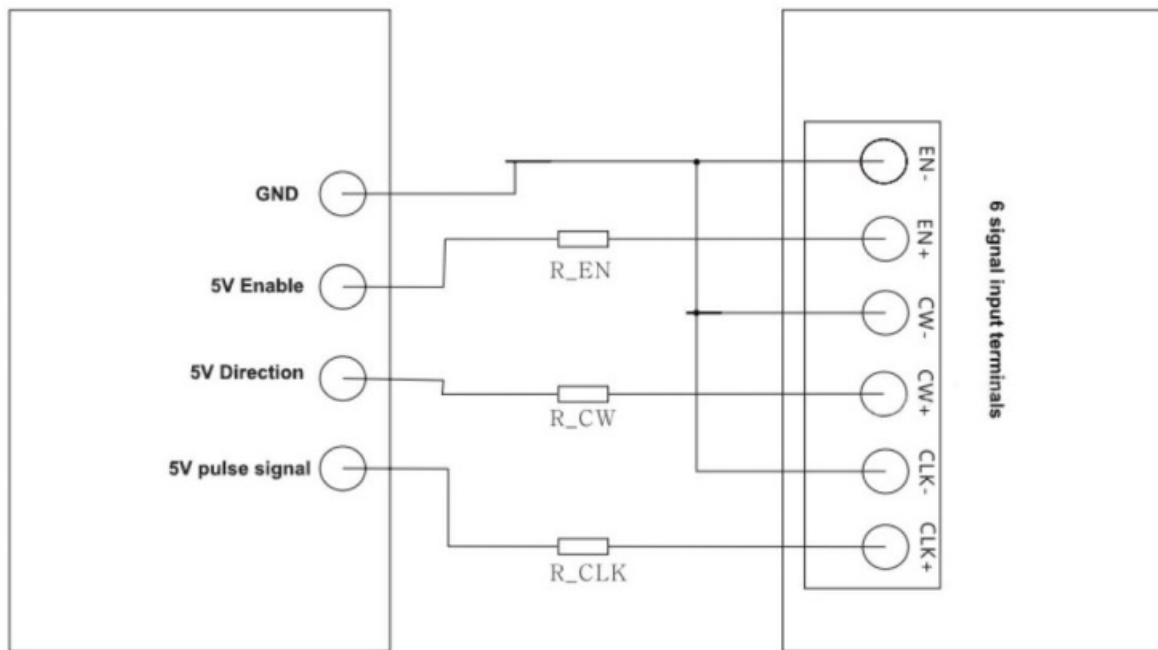 GND
5V Enable
5V Direction
5V pulse signal
R_EN
R_CW
R_CLK
EN-
EN+
CW-
CW+
CLK-
CLK+
6 signal input terminals